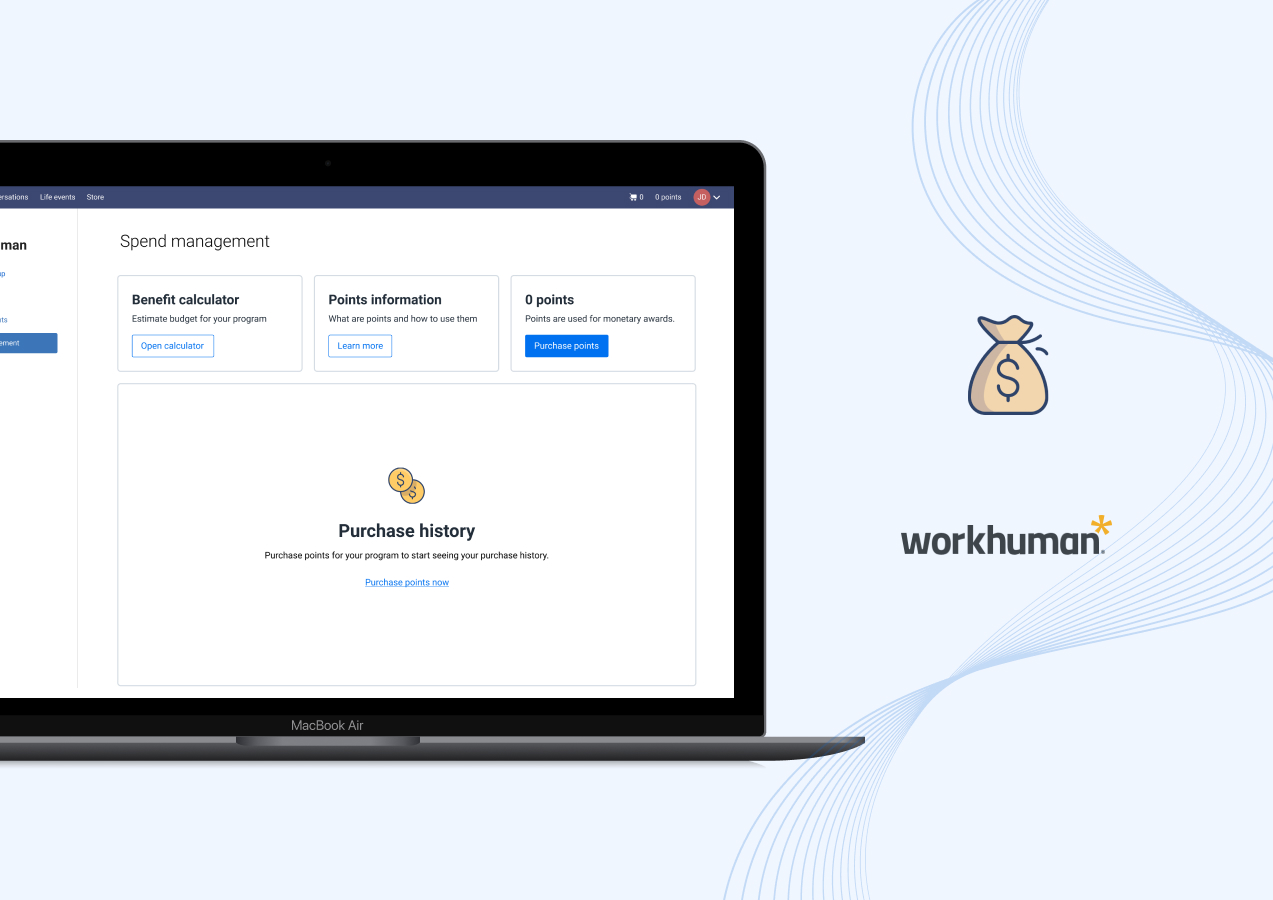 ersations Life events Store 0 0 points JD
man
Spend management
up
nts
ement
Benefit calculator
Estimate budget for your program
Open calculator
Points information
What are points and how to use them
Learn more
0 points
Points are used for monetary awards.
Purchase points
$
$
Purchase history
Purchase points for your program to start seeing your purchase history.
Purchase points now
MacBook Air
$
workhuman*